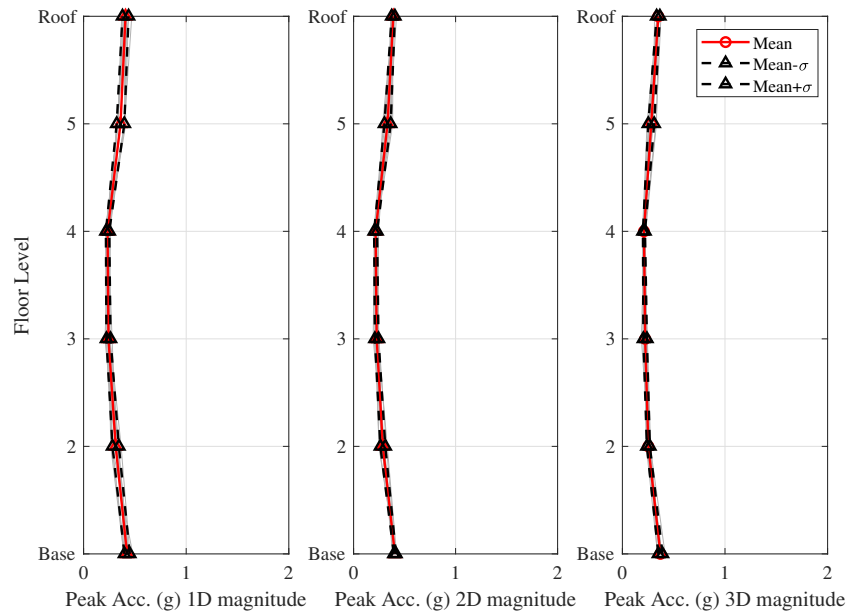 Roof
5
4
3
2
Base
Floor Level
0 1 2
Peak Acc. (g) 1D magnitude
Roof
5
4
3
2
Base
0 1 2
Peak Acc. (g) 2D magnitude
Roof
5
4
3
2
Base
0 1 2
Peak Acc. (g) 3D magnitude
Mean
Mean-σ
Mean+σ